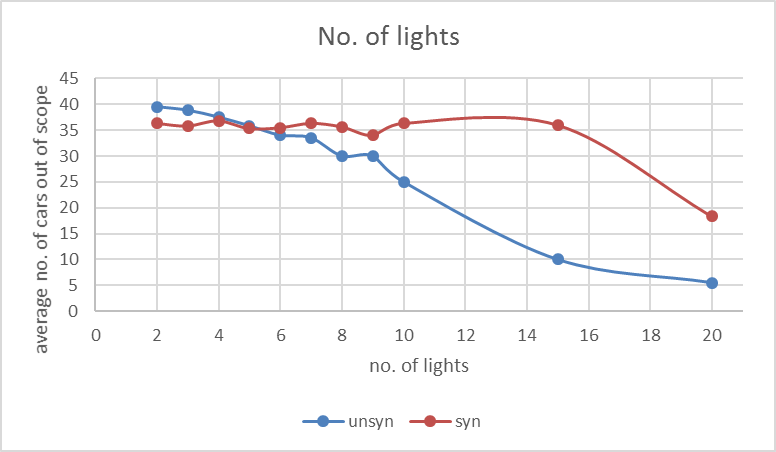 No. of lights
average no. of cars out of scope
45
40
35
30
25
20
15
10
5
0
0 2 4 6 8 10 12 14 16 18 20
no. of lights
unsyn syn